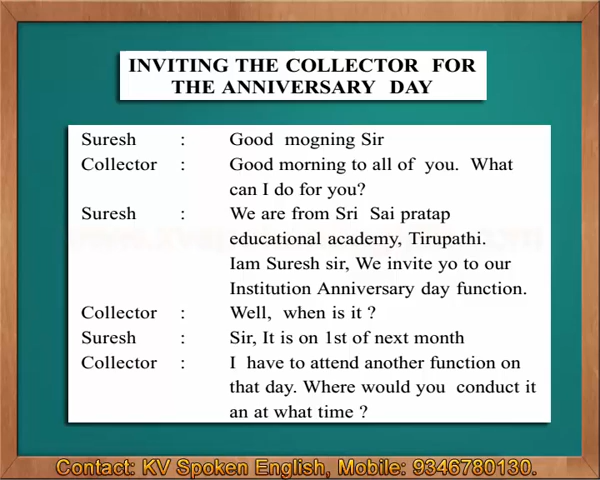 INVITING THE COLLECTOR FOR
THE ANNIVERSARY DAY
Suresh : Good mogning Sir
Collector : Good morning to all of you. What
can I do for you?
Suresh : We are from Sri Sai pratap
educational academy, Tirupathi.
Iam Suresh sir, We invite yo to our
Institution Anniversary day function.
Collector : Well, when is it ?
Suresh : Sir, It is on 1st of next month
Collector : I have to attend another function on
that day. Where would you conduct it
an at what time ?
Contact: KV Spoken English, Mobile: 9346780130.